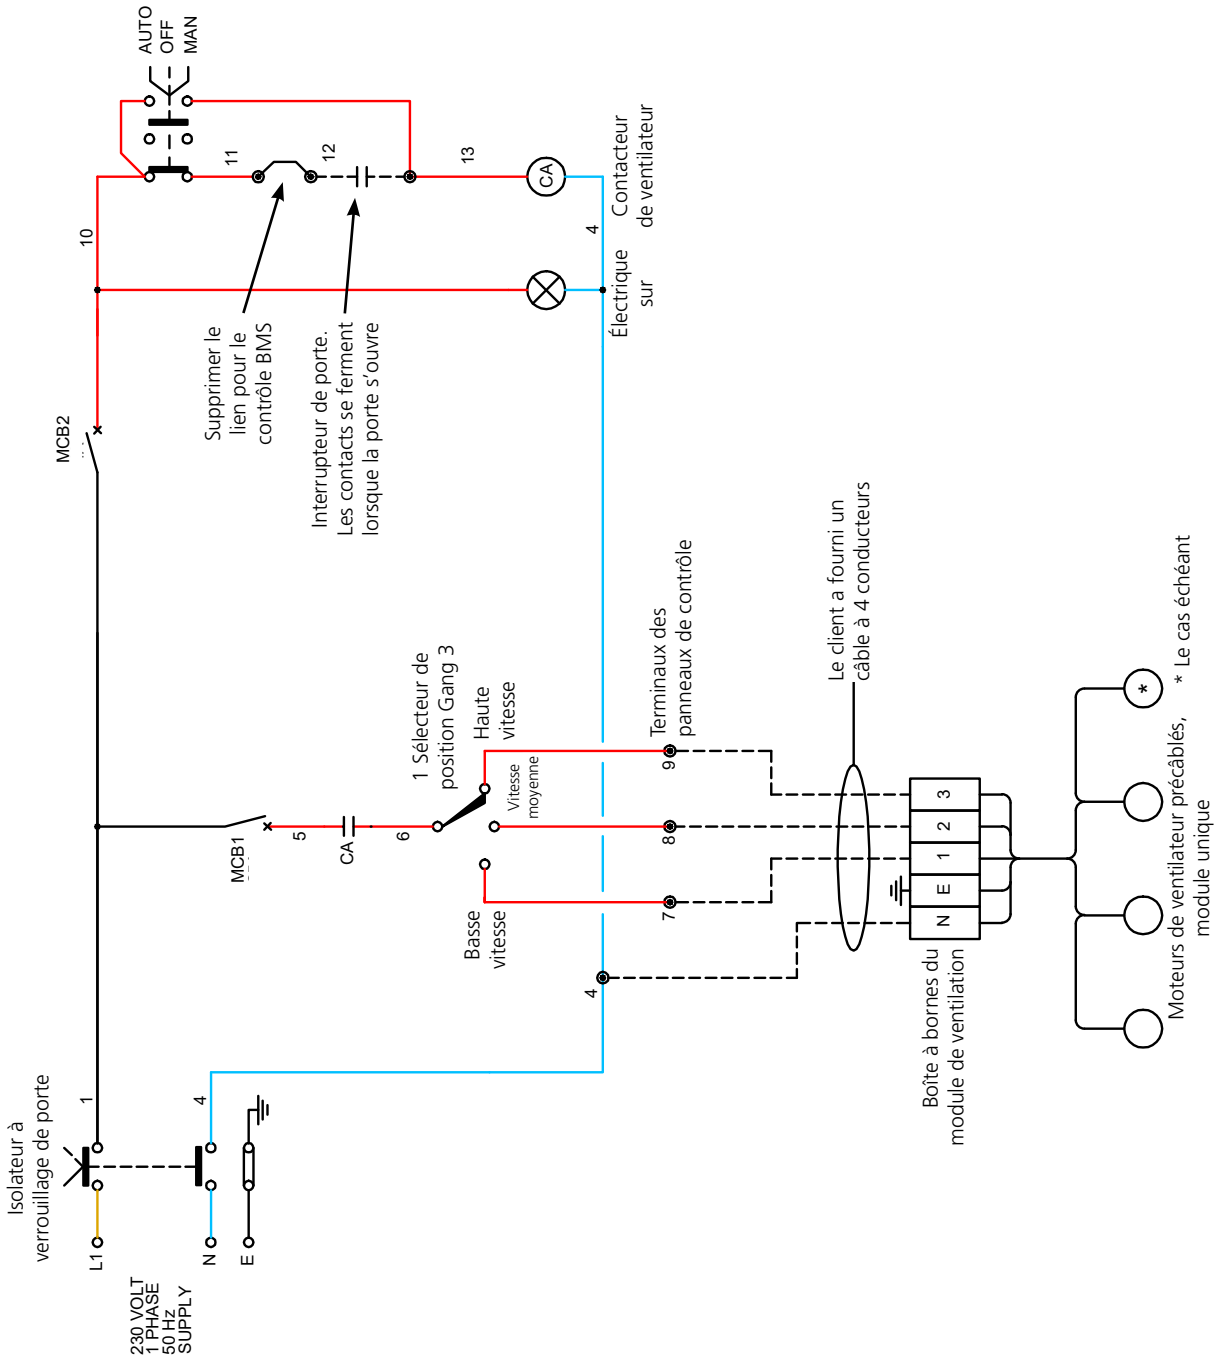 230 VOLT
1 PHASE
50 Hz
SUPPLY
L1
N
E
Isolateur à
verrouillage de porte
1
4
MCB1
5
CA
6
1 Sélecteur de
position Gang 3
Basse
vitesse
Vitesse
moyenne
Haute
vitesse
4
7
8
9
Terminaux des
panneaux de contrôle
Le client a fourni un
câble à 4 conducteurs
N
E
1
2
3
Boîte à bornes du
module de ventilation
Moteurs de ventilateur précâblés,
module unique
*
* Le cas échéant
MCB2
10
Supprimer le
lien pour le
contrôle BMS
Interrupteur de porte.
Les contacts se ferment
lorsque la porte s'ouvre
11
12
13
AUTO
OFF
MAN
CA
4
Électrique
sur
Contacteur
de ventilateur